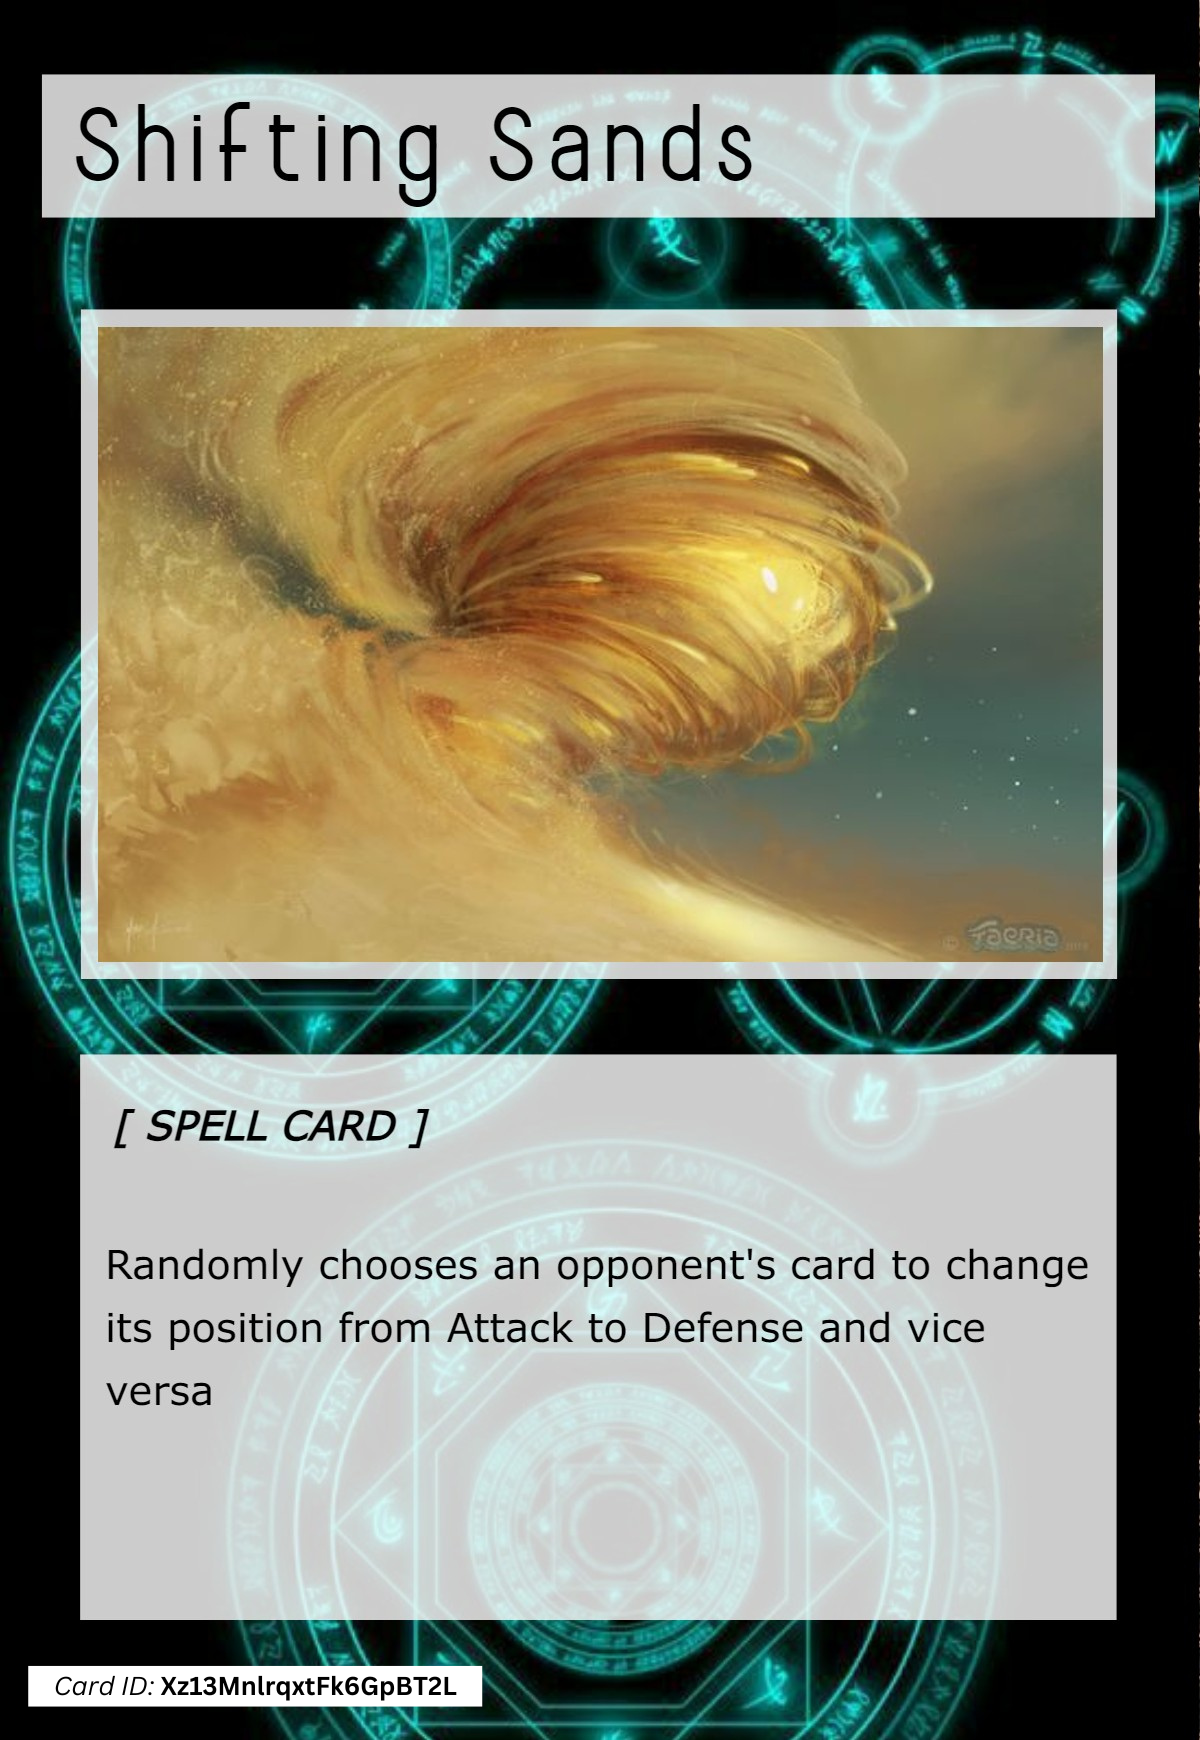 Shifting Sands
© Faeria
[ SPELL CARD ]
Randomly chooses an opponent's card to change
its position from Attack to Defense and vice
versa
Card ID: Xz13MnlrqxtFk6GpBT2L